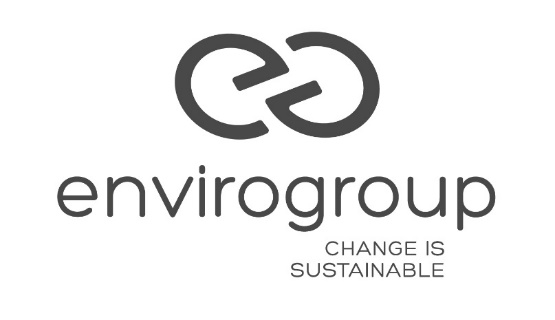 envirogroup
CHANGE IS
SUSTAINABLE